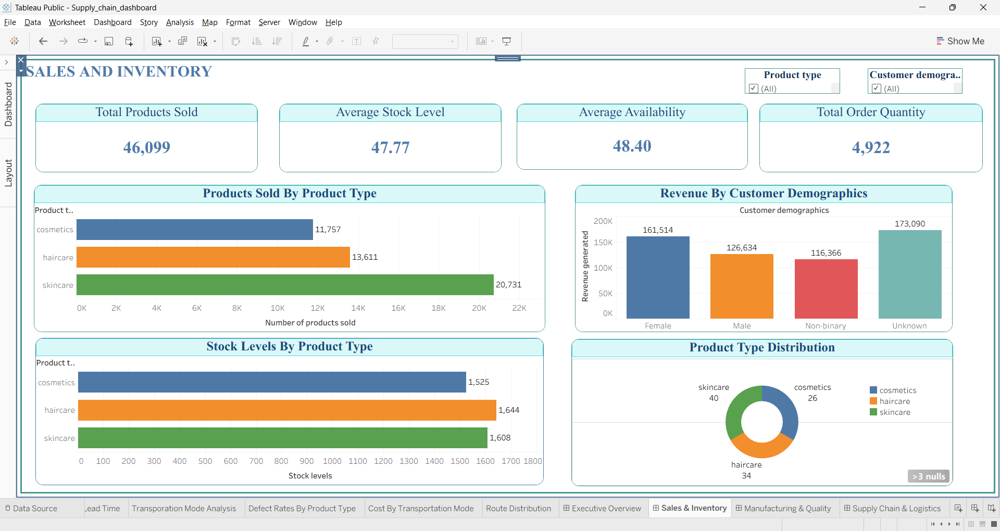 Tableau Public - Supply_chain_dashboard
File Data Worksheet Dashboard Story Analysis Map Format Server Window Help
Show Me
Dashboard
Layout
SALES AND INVENTORY
Product type
(All)
Customer demogra..
(All)
Total Products Sold
46,099
Average Stock Level
47.77
Average Availability
48.40
Total Order Quantity
4,922
Products Sold By Product Type
Product t..
cosmetics 11,757
haircare 13,611
skincare 20,731
0K 2K 4K 6K 8K 10K 12K 14K 16K 18K 20K 22K
Number of products sold
Revenue By Customer Demographics
Customer demographics
Revenue generated
200K
150K
100K
50K
0K
161,514 126,634 116,366 173,090
Female Male Non-binary Unknown
Stock Levels By Product Type
Product t..
cosmetics 1,525
haircare 1,644
skincare 1,608
0 100 200 300 400 500 600 700 800 900 1000 1100 1200 1300 1400 1500 1600 1700 1800
Stock levels
Product Type Distribution
skincare
40
cosmetics
26
haircare
34
cosmetics
haircare
skincare
>3 nulls
Data Source Lead Time Transporation Mode Analysis Defect Rates By Product Type Cost By Transportation Mode Route Distribution Executive Overview Sales & Inventory Manufacturing & Quality Supply Chain & Logistics